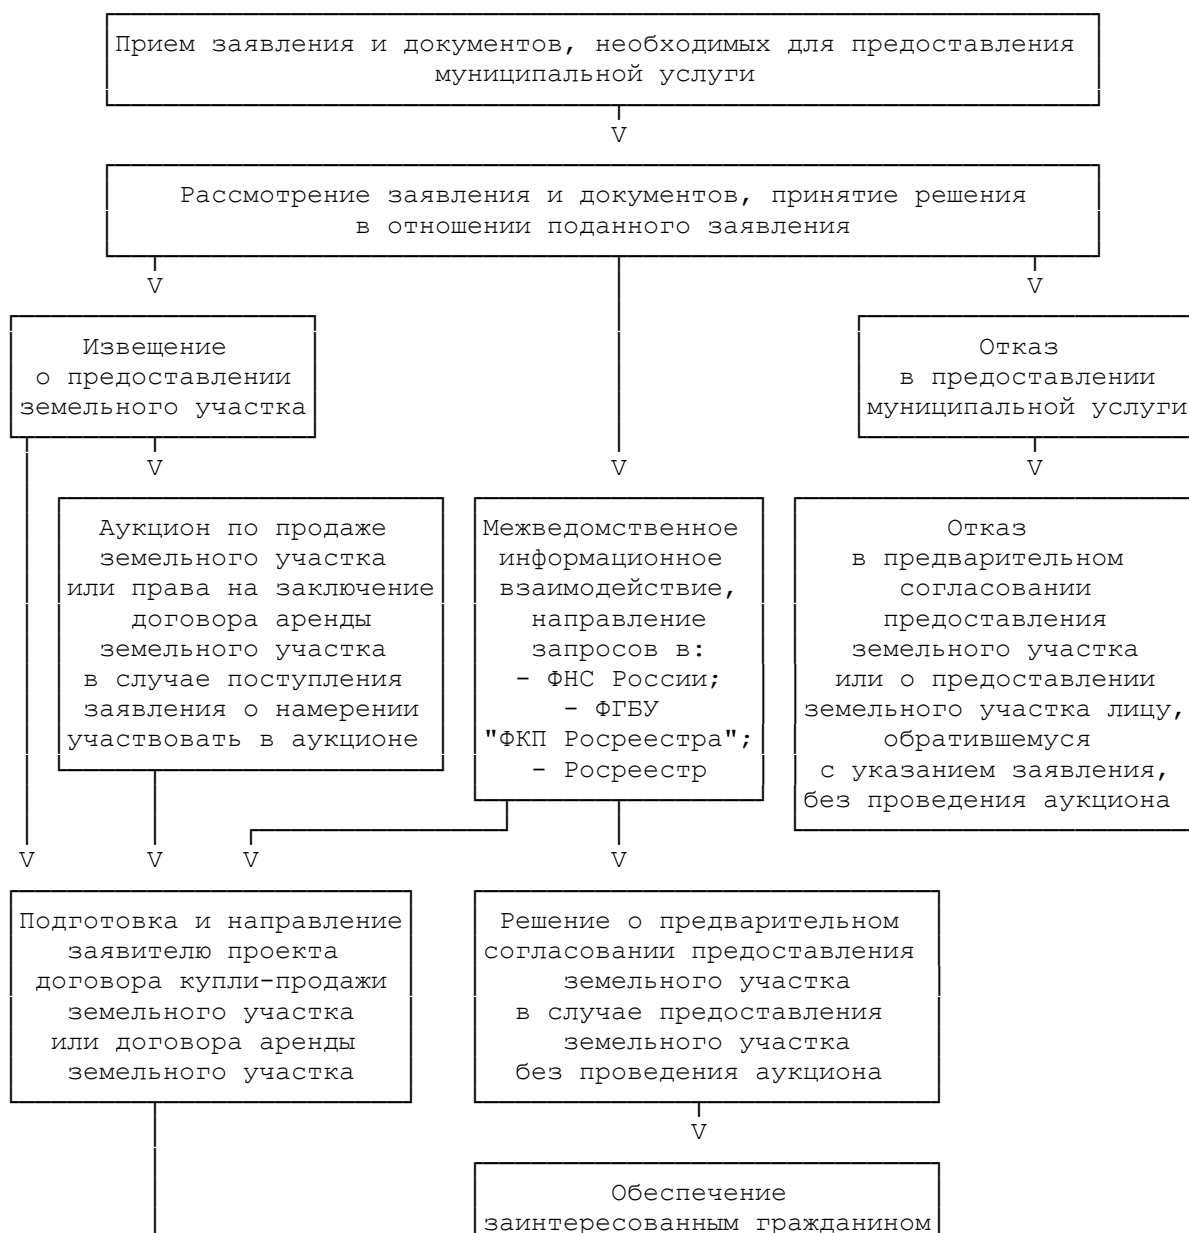 Прием заявления и документов, необходимых для предоставления
муниципальной услуги
V
Рассмотрение заявления и документов, принятие решения
в отношении поданного заявления
V
V
Извещение
о предоставлении
земельного участка
Отказ
в предоставлении
муниципальной услуги
V
V
V
Аукцион по продаже
земельного участка
или права на заключение
договора аренды
земельного участка
в случае поступления
заявления о намерении
участвовать в аукционе
Межведомственное
информационное
взаимодействие,
направление
запросов в:
- ФНС России;
- ФГБУ
"ФКП Росреестра";
- Росреестр
Отказ
в предварительном
согласовании
предоставления
земельного участка
или о предоставлении
земельного участка лицу,
обратившемуся
с указанием заявления,
без проведения аукциона
V
V
V
V
Подготовка и направление
заявителю проекта
договора купли-продажи
земельного участка
или договора аренды
земельного участка
Решение о предварительном
согласовании предоставления
земельного участка
в случае предоставления
земельного участка
без проведения аукциона
V
Обеспечение
заинтересованным гражданином